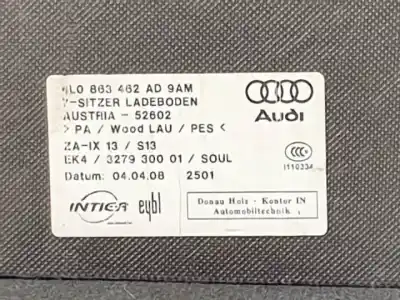 4L0 863 462 AD 9AM
7-SITZER LADEBODEN
AUSTRIA - 52602
> PA / Wood LAU / PES <
ZA-IX 13 / S13
EK4 / 3279 300 01 / SOUL
Datum: 04.04.08 2501
Audi
CCC
INTIER eybl
Donau Holz - Kontor IN
Automobiltechnik